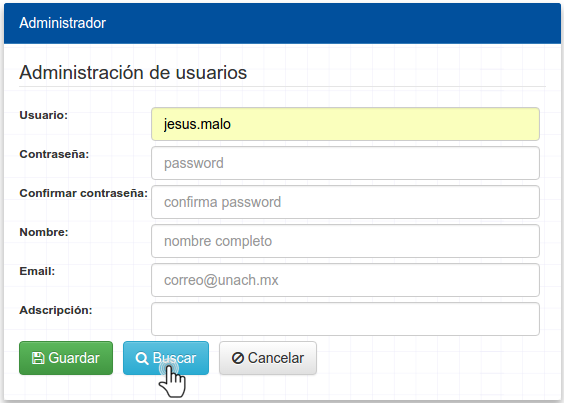 Administrador
Administración de usuarios
Usuario: jesus.malo
Contraseña: password
Confirmar contraseña: confirma password
Nombre: nombre completo
Email: correo@unach.mx
Adscripción:
Guardar Buscar Cancelar